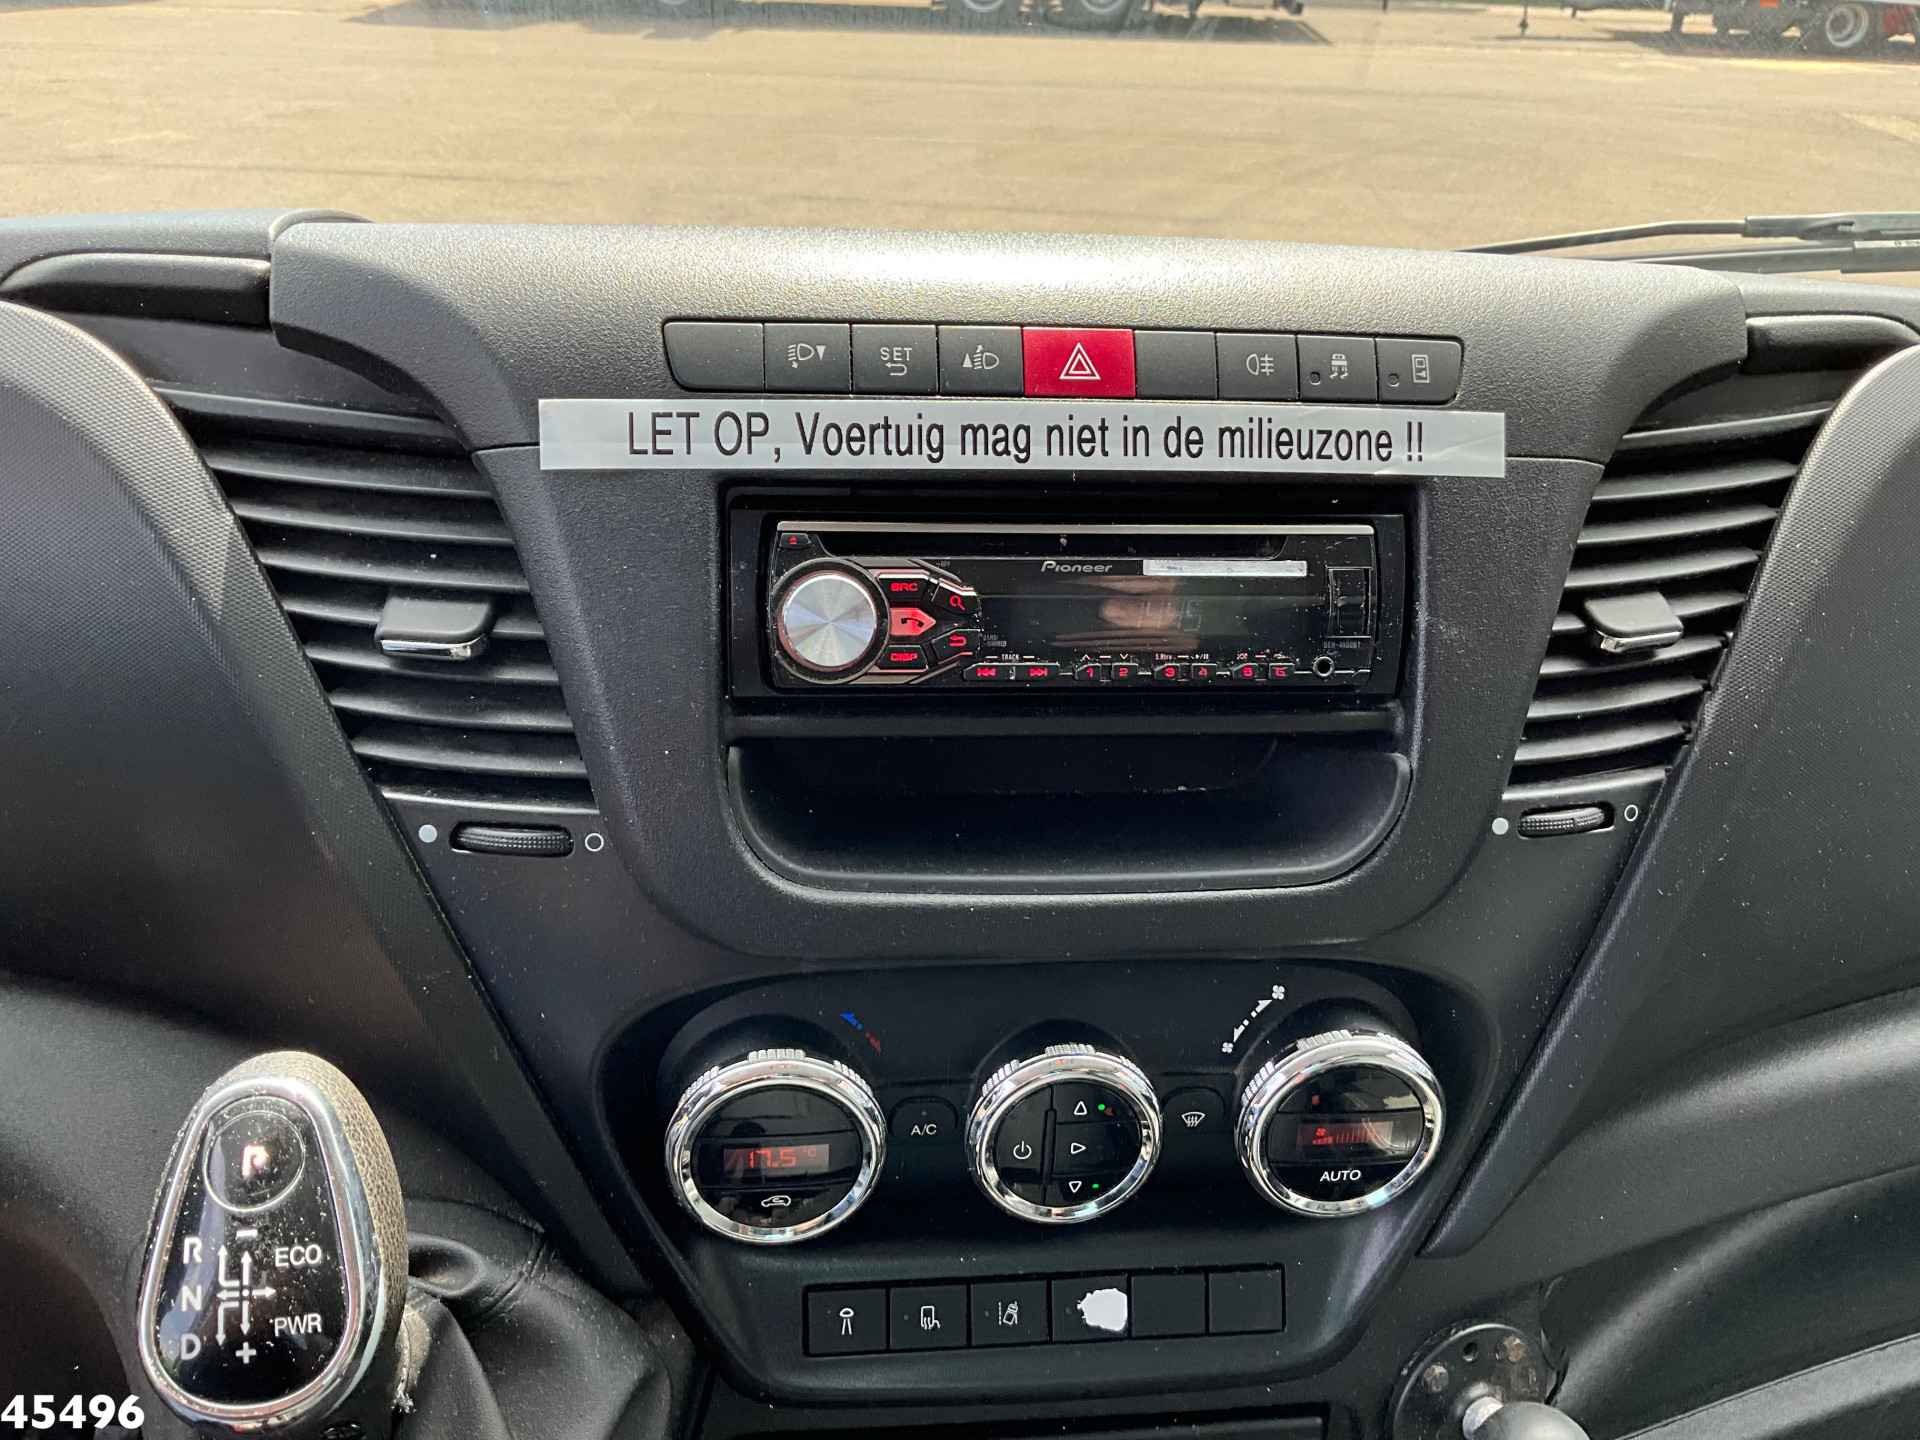 SET
LET OP, Voertuig mag niet in de milieuzone !!
Pioneer
SRC
DISP
TRACK
1 2 3 4 5 6
17.5 °C
A/C
AUTO
P
R
N
D
ECO
PWR
45496